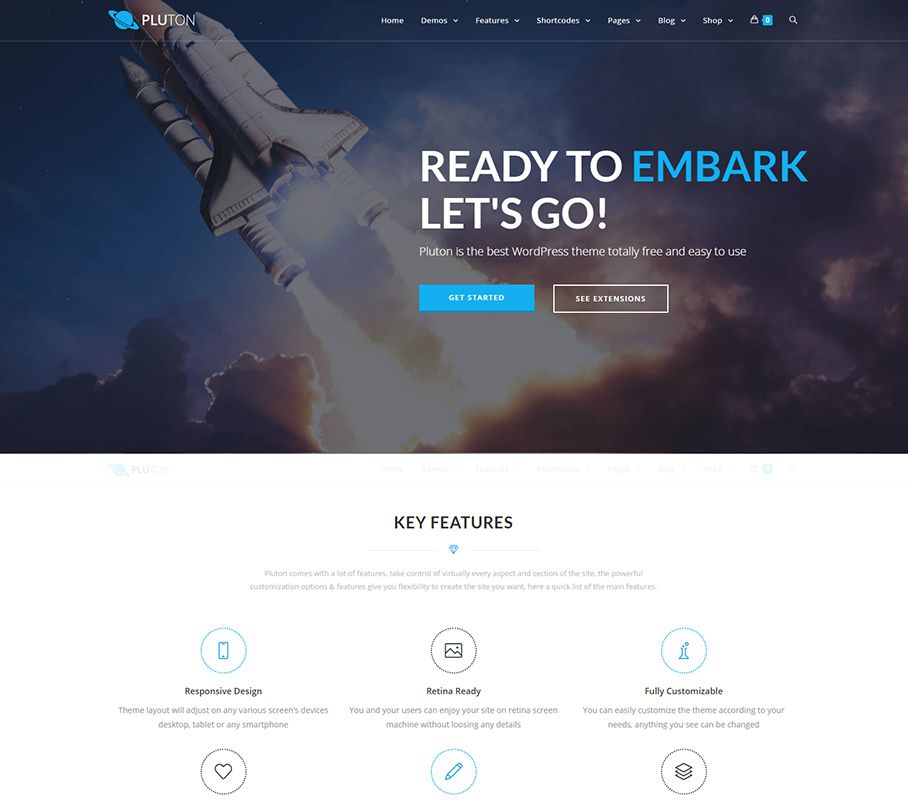 PLUTON
Home Demos Features Shortcodes Pages Blog Shop 0
READY TO EMBARK
LET'S GO!
Pluton is the best WordPress theme totally free and easy to use
GET STARTED SEE EXTENSIONS
PLUTON Home Demos Features Shortcodes Pages Blog Shop 0
KEY FEATURES
Pluton comes with a lot of features, take control of virtually every aspect and section of the site, the powerful
customization options & features give you flexibility to create the site you want, here a quick list of the main features.
Responsive Design
Theme layout will adjust on any various screen's devices
desktop, tablet or any smartphone
Retina Ready
You and your users can enjoy your site on retina screen
machine without loosing any details
Fully Customizable
You can easily customize the theme according to your
needs, anything you see can be changed